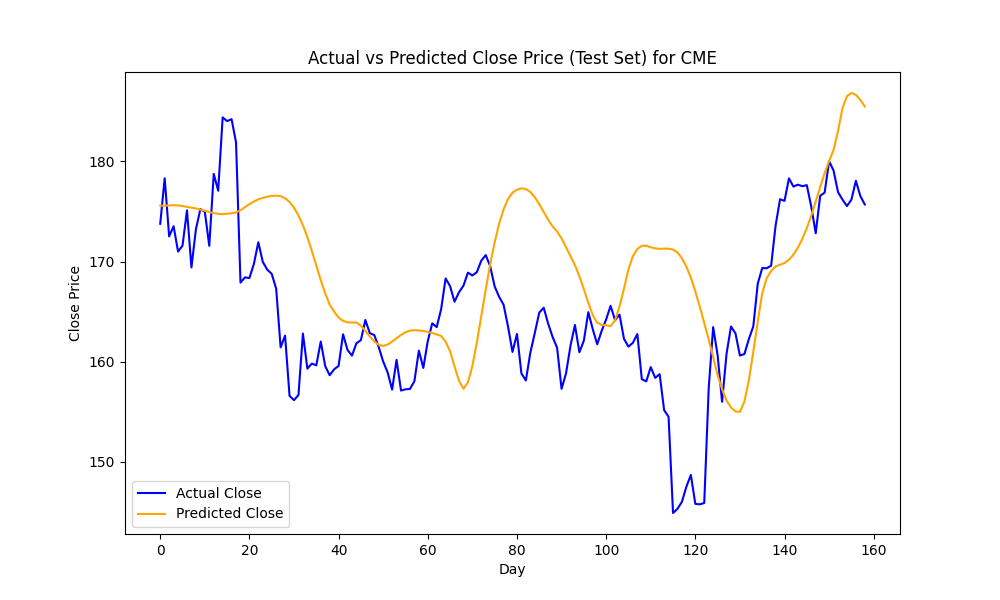 Actual vs Predicted Close Price (Test Set) for CME
Close Price
180
170
160
150
Actual Close
Predicted Close
0 20 40 60 80 100 120 140 160
Day